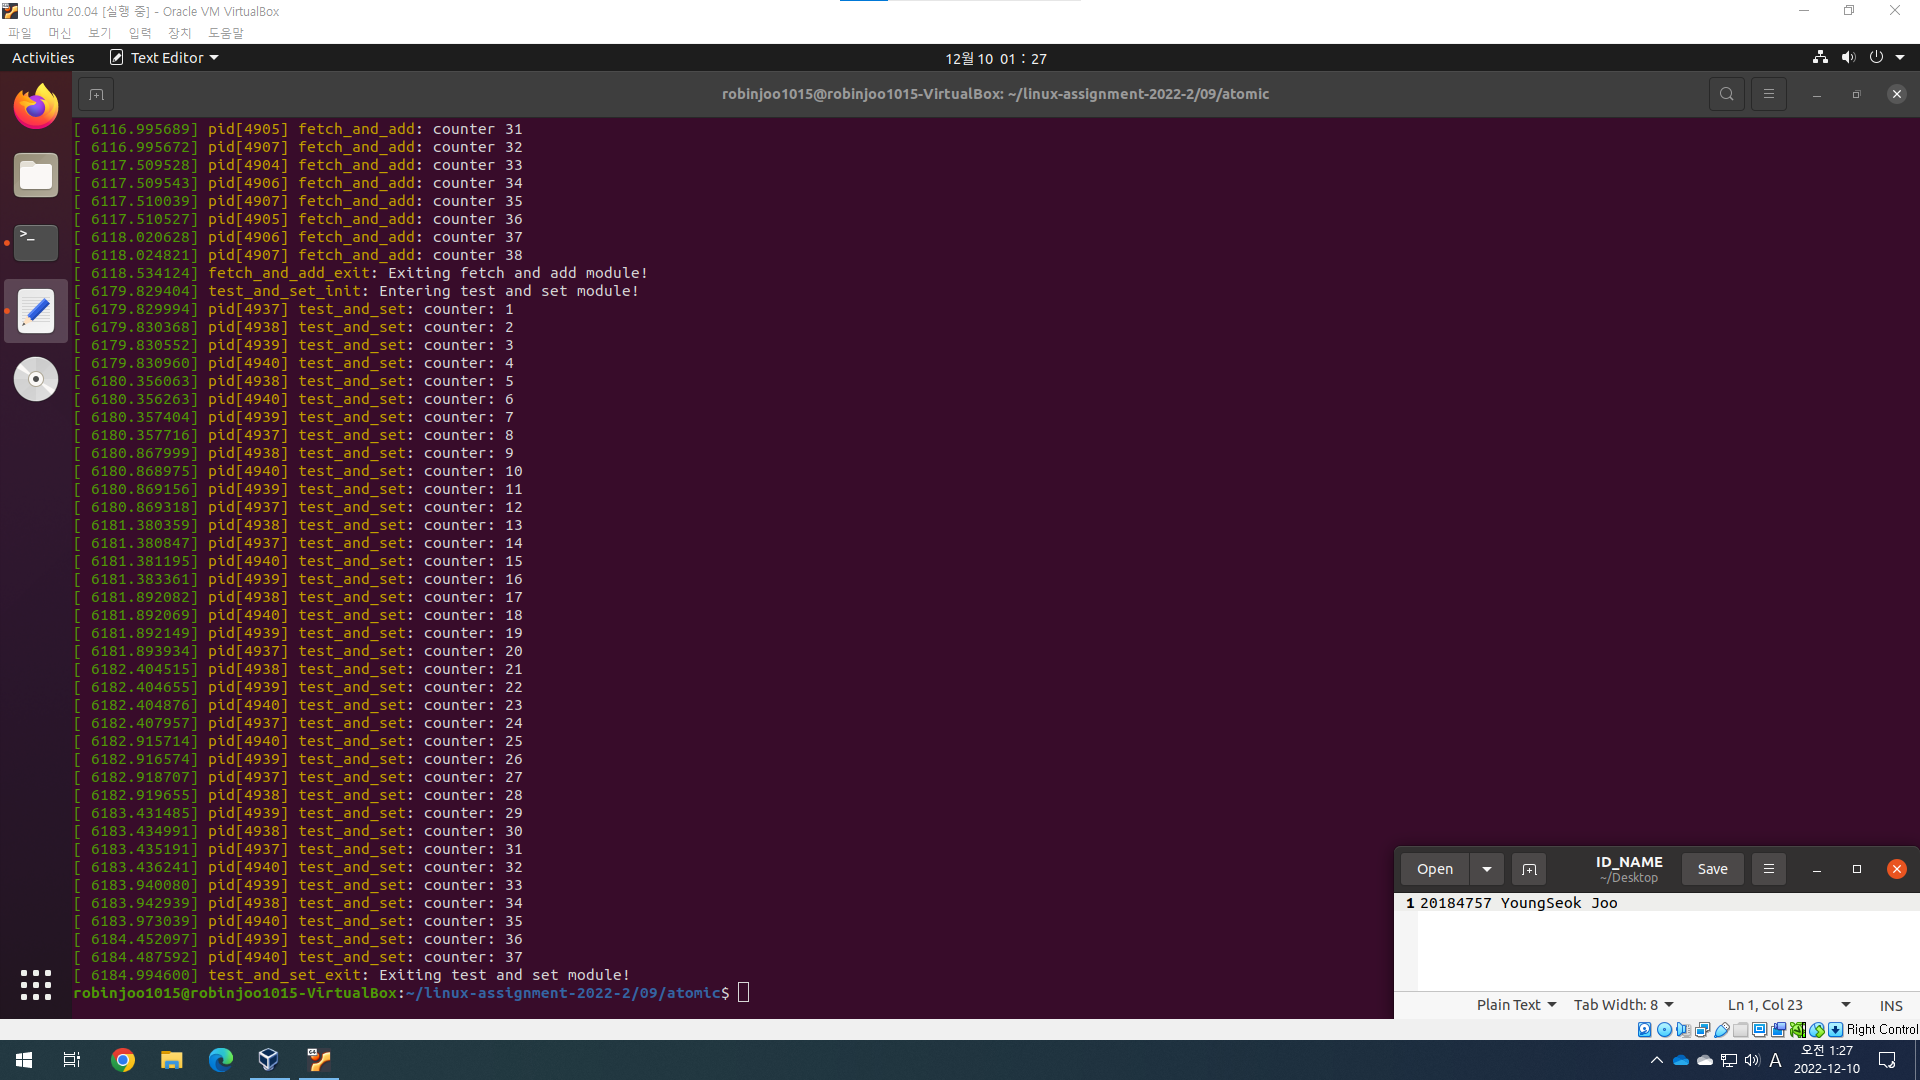 Ubuntu 20.04 [실행 중] - Oracle VM VirtualBox
파일 머신 보기 입력 장치 도움말
Activities Text Editor 12월 10 01 : 27
robinjoo1015@robinjoo1015-VirtualBox: ~/linux-assignment-2022-2/09/atomic
[ 6116.995689] pid[4905] fetch_and_add: counter 31
[ 6116.995672] pid[4907] fetch_and_add: counter 32
[ 6117.509528] pid[4904] fetch_and_add: counter 33
[ 6117.509543] pid[4906] fetch_and_add: counter 34
[ 6117.510039] pid[4907] fetch_and_add: counter 35
[ 6117.510527] pid[4905] fetch_and_add: counter 36
[ 6118.020628] pid[4906] fetch_and_add: counter 37
[ 6118.024821] pid[4907] fetch_and_add: counter 38
[ 6118.534124] fetch_and_add_exit: Exiting fetch and add module!
[ 6179.829404] test_and_set_init: Entering test and set module!
[ 6179.829994] pid[4937] test_and_set: counter: 1
[ 6179.830368] pid[4938] test_and_set: counter: 2
[ 6179.830552] pid[4939] test_and_set: counter: 3
[ 6179.830960] pid[4940] test_and_set: counter: 4
[ 6180.356063] pid[4938] test_and_set: counter: 5
[ 6180.356263] pid[4940] test_and_set: counter: 6
[ 6180.357404] pid[4939] test_and_set: counter: 7
[ 6180.357716] pid[4937] test_and_set: counter: 8
[ 6180.867999] pid[4938] test_and_set: counter: 9
[ 6180.868975] pid[4940] test_and_set: counter: 10
[ 6180.869156] pid[4939] test_and_set: counter: 11
[ 6180.869318] pid[4937] test_and_set: counter: 12
[ 6181.380359] pid[4938] test_and_set: counter: 13
[ 6181.380847] pid[4937] test_and_set: counter: 14
[ 6181.381195] pid[4940] test_and_set: counter: 15
[ 6181.383361] pid[4939] test_and_set: counter: 16
[ 6181.892082] pid[4938] test_and_set: counter: 17
[ 6181.892069] pid[4940] test_and_set: counter: 18
[ 6181.892149] pid[4939] test_and_set: counter: 19
[ 6181.893934] pid[4937] test_and_set: counter: 20
[ 6182.404515] pid[4938] test_and_set: counter: 21
[ 6182.404655] pid[4939] test_and_set: counter: 22
[ 6182.404876] pid[4940] test_and_set: counter: 23
[ 6182.407957] pid[4937] test_and_set: counter: 24
[ 6182.915714] pid[4940] test_and_set: counter: 25
[ 6182.916574] pid[4939] test_and_set: counter: 26
[ 6182.918707] pid[4937] test_and_set: counter: 27
[ 6182.919655] pid[4938] test_and_set: counter: 28
[ 6183.431485] pid[4939] test_and_set: counter: 29
[ 6183.434991] pid[4938] test_and_set: counter: 30
[ 6183.435191] pid[4937] test_and_set: counter: 31
[ 6183.436241] pid[4940] test_and_set: counter: 32
[ 6183.940080] pid[4939] test_and_set: counter: 33
[ 6183.942939] pid[4938] test_and_set: counter: 34
[ 6183.973039] pid[4940] test_and_set: counter: 35
[ 6184.452097] pid[4939] test_and_set: counter: 36
[ 6184.487592] pid[4940] test_and_set: counter: 37
[ 6184.994600] test_and_set_exit: Exiting test and set module!
robinjoo1015@robinjoo1015-VirtualBox:~/linux-assignment-2022-2/09/atomic$
Open ID_NAME Save
~/Desktop
1 20184757 YoungSeok Joo
Plain Text Tab Width: 8 Ln 1, Col 23 INS
Right Control
A 오전 1:27
2022-12-10